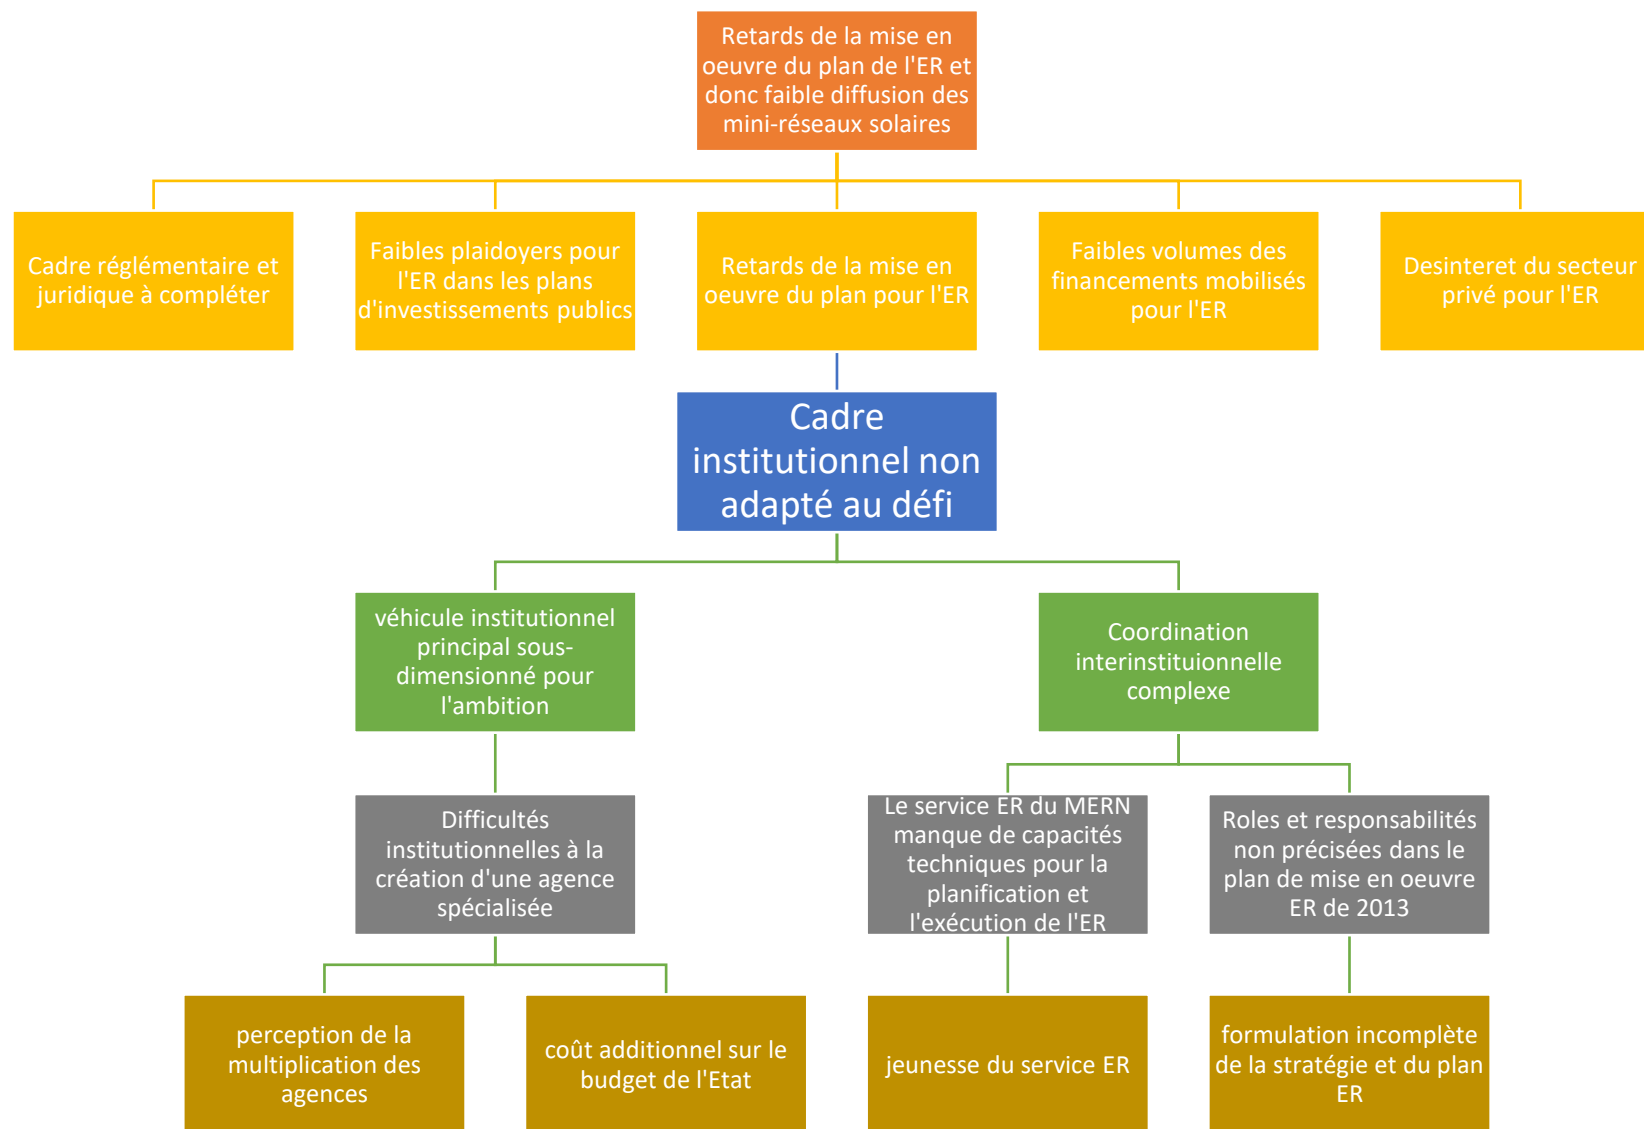 Retards de la mise en
oeuvre du plan de l'ER et
donc faible diffusion des
mini-réseaux solaires
Cadre réglémentaire et
juridique à compléter
Faibles plaidoyers pour
l'ER dans les plans
d'investissements publics
Retards de la mise en
oeuvre du plan pour l'ER
Faibles volumes des
financements mobilisés
pour l'ER
Desinteret du secteur
privé pour l'ER
Cadre
institutionnel non
adapté au défi
véhicule institutionnel
principal sous-
dimensionné pour
l'ambition
Coordination
interinstituionnelle
complexe
Difficultés
institutionnelles à la
création d'une agence
spécialisée
Le service ER du MERN
manque de capacités
techniques pour la
planification et
l'exécution de l'ER
Roles et responsabilités
non précisées dans le
plan de mise en oeuvre
ER de 2013
perception de la
multiplication des
agences
coût additionnel sur le
budget de l'Etat
jeunesse du service ER
formulation incomplète
de la stratégie et du plan
ER